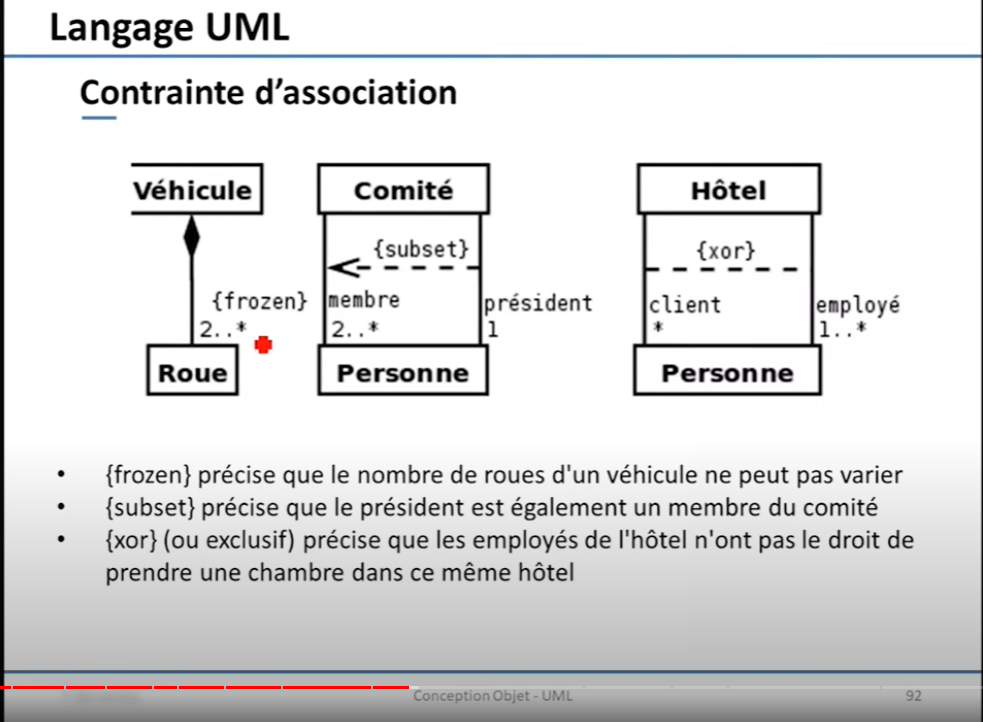 Langage UML
Contrainte d'association
Véhicule
Comité
Hôtel
{subset}
{xor}
{frozen}
membre
président
client
employé
2..*
2..*
1
*
1..*
Roue
Personne
Personne
• {frozen} précise que le nombre de roues d'un véhicule ne peut pas varier
• {subset} précise que le président est également un membre du comité
• {xor} (ou exclusif) précise que les employés de l'hôtel n'ont pas le droit de
prendre une chambre dans ce même hôtel
Conception Objet - UML
92